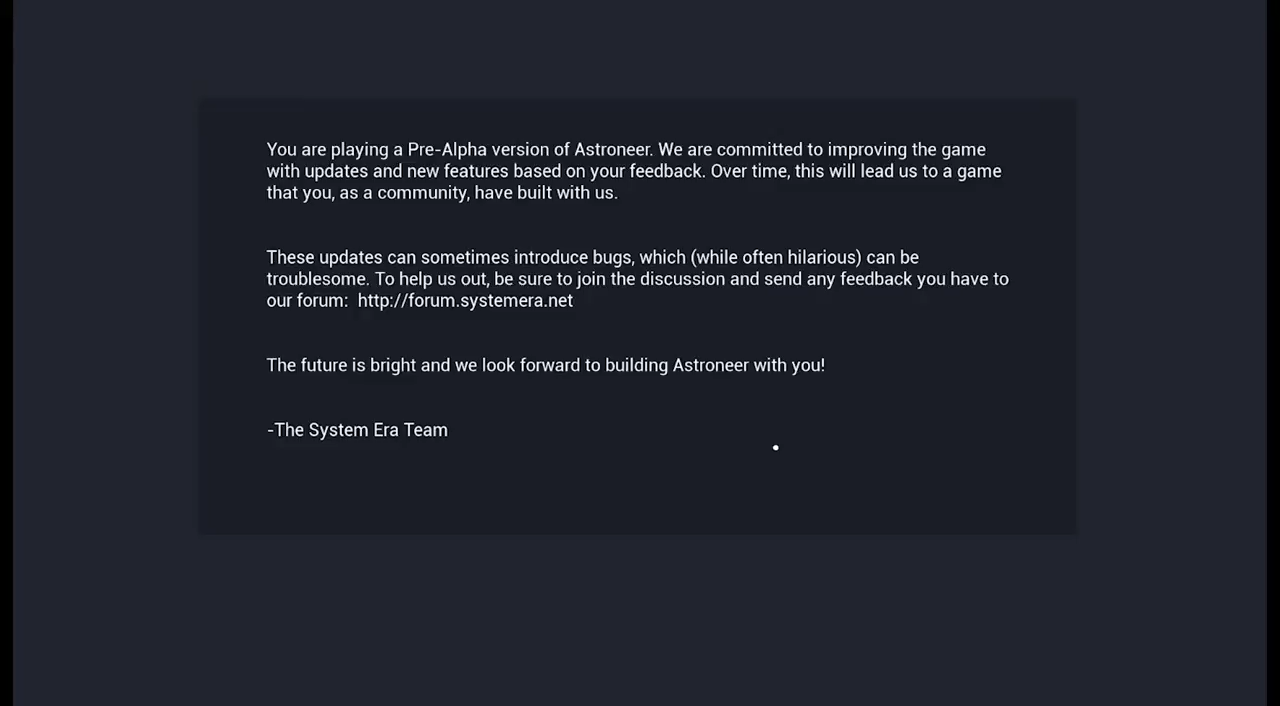 You are playing a Pre-Alpha version of Astroneer. We are committed to improving the game
with updates and new features based on your feedback. Over time, this will lead us to a game
that you, as a community, have built with us.
These updates can sometimes introduce bugs, which (while often hilarious) can be
troublesome. To help us out, be sure to join the discussion and send any feedback you have to
our forum:  http://forum.systemera.net
The future is bright and we look forward to building Astroneer with you!
-The System Era Team